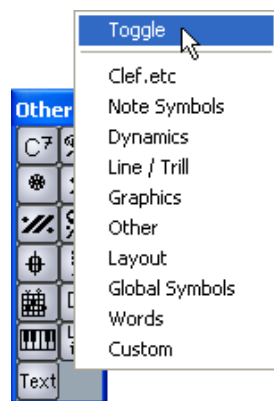 Toggle
Clef.etc
Note Symbols
Dynamics
Line / Trill
Graphics
Other
Layout
Global Symbols
Words
Custom
Other
C7
Text